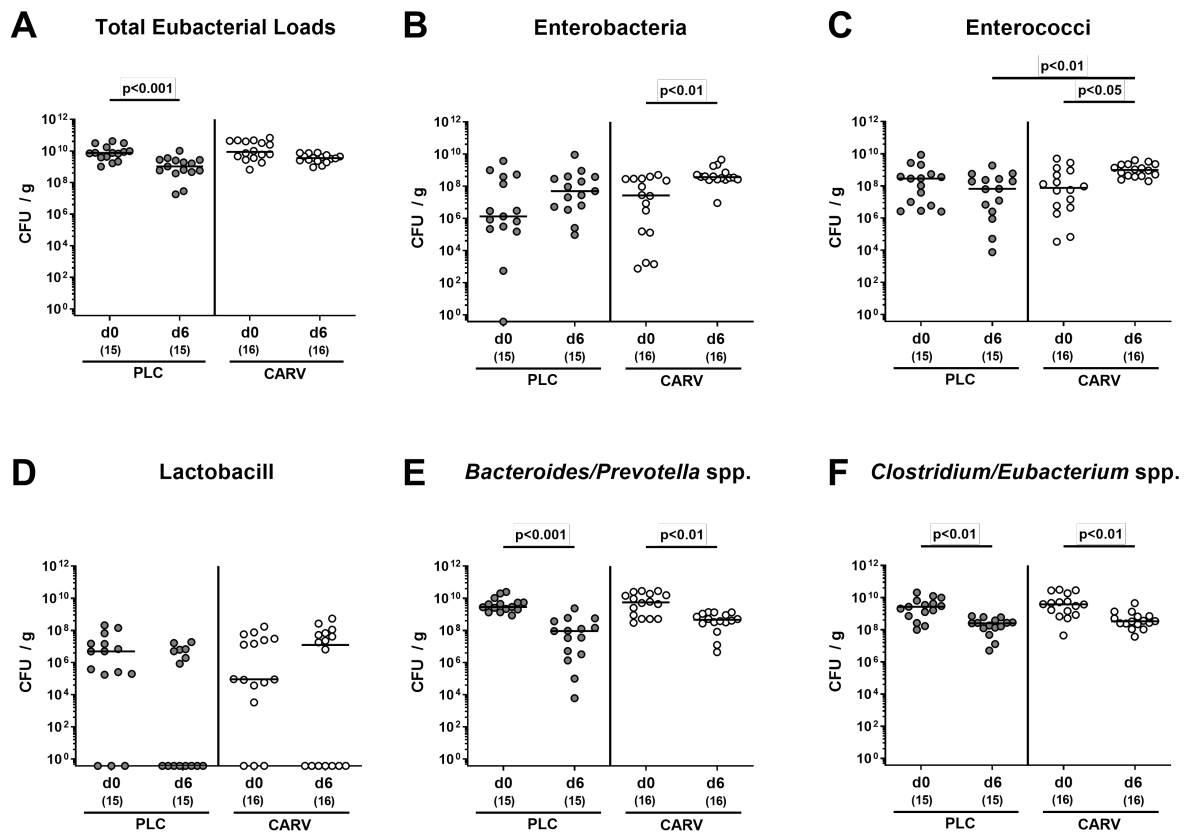 A Total Eubacterial Loads
p<0.001
CFU / g
10^12
10^10
10^8
10^6
10^4
10^2
10^0
d0 d6 d0 d6
(15) (15) (16) (16)
PLC CARV
B Enterobacteria
p<0.01
CFU / g
10^12
10^10
10^8
10^6
10^4
10^2
10^0
d0 d6 d0 d6
(15) (15) (16) (16)
PLC CARV
C Enterococci
p<0.01
p<0.05
CFU / g
10^12
10^10
10^8
10^6
10^4
10^2
10^0
d0 d6 d0 d6
(15) (15) (16) (16)
PLC CARV
D Lactobacill
CFU / g
10^12
10^10
10^8
10^6
10^4
10^2
10^0
d0 d6 d0 d6
(15) (15) (16) (16)
PLC CARV
E Bacteroides/Prevotella spp.
p<0.001 p<0.01
CFU / g
10^12
10^10
10^8
10^6
10^4
10^2
10^0
d0 d6 d0 d6
(15) (15) (16) (16)
PLC CARV
F Clostridium/Eubacterium spp.
p<0.01 p<0.01
CFU / g
10^12
10^10
10^8
10^6
10^4
10^2
10^0
d0 d6 d0 d6
(15) (15) (16) (16)
PLC CARV